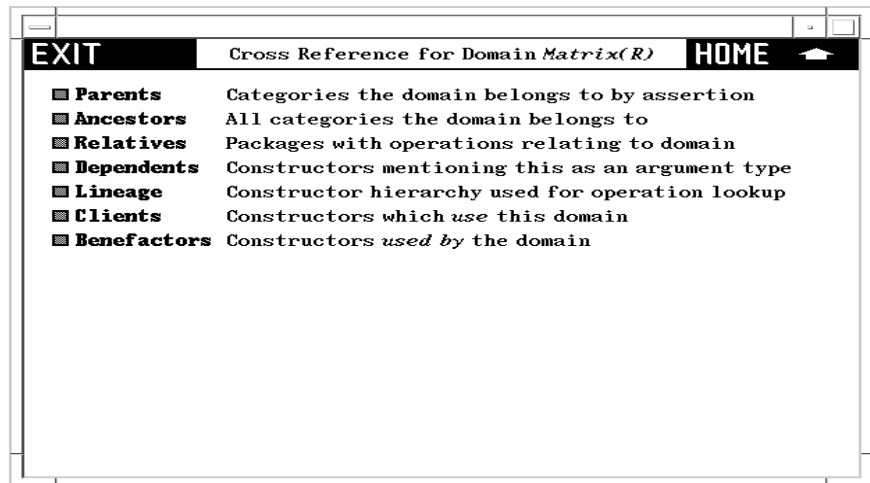 EXIT Cross Reference for Domain Matrix(R) HOME
Parents Categories the domain belongs to by assertion
Ancestors All categories the domain belongs to
Relatives Packages with operations relating to domain
Dependents Constructors mentioning this as an argument type
Lineage Constructor hierarchy used for operation lookup
Clients Constructors which use this domain
Benefactors Constructors used by the domain